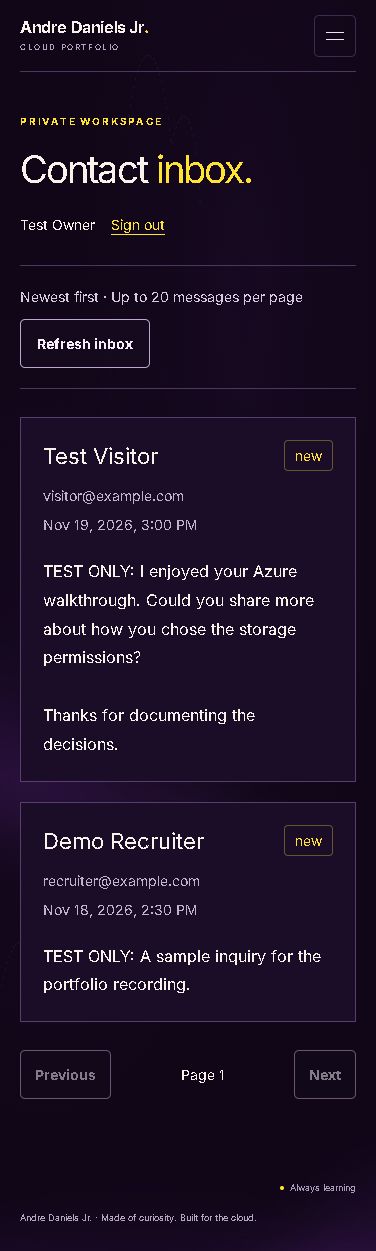 Andre Daniels Jr.
CLOUD PORTFOLIO
PRIVATE WORKSPACE
Contact inbox.
Test Owner Sign out
Newest first · Up to 20 messages per page
Refresh inbox
Test Visitor new
visitor@example.com
Nov 19, 2026, 3:00 PM
TEST ONLY: I enjoyed your Azure
walkthrough. Could you share more
about how you chose the storage
permissions?
Thanks for documenting the
decisions.
Demo Recruiter new
recruiter@example.com
Nov 18, 2026, 2:30 PM
TEST ONLY: A sample inquiry for the
portfolio recording.
Previous Page 1 Next
Always learning
Andre Daniels Jr. · Made of curiosity. Built for the cloud.